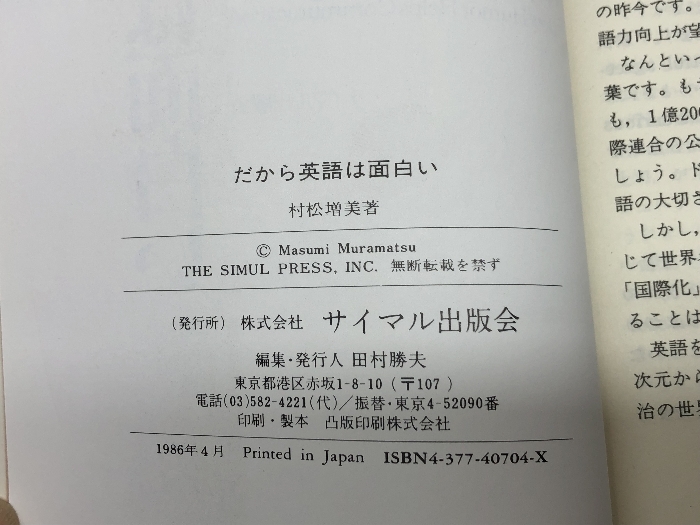 だから英語は面白い
村松増美著
© Masumi Muramatsu
THE SIMUL PRESS, INC. 無断転載を禁ず
(発行所) 株式会社 サイマル出版会
編集・発行人 田村勝夫
東京都港区赤坂1-8-10 (〒107)
電話(03)582-4221(代)/振替・東京4-52090番
印刷・製本 凸版印刷株式会社
1986年4月 Printed in Japan ISBN4-377-40704-X
の昨今です。
語力向上が望
なんといっ
葉です。も
も，1億200
際連合の公
しょう。
語の大切さ
しかし，
じて世界
「国際化」
ることは
英語を
次元から
治の世界